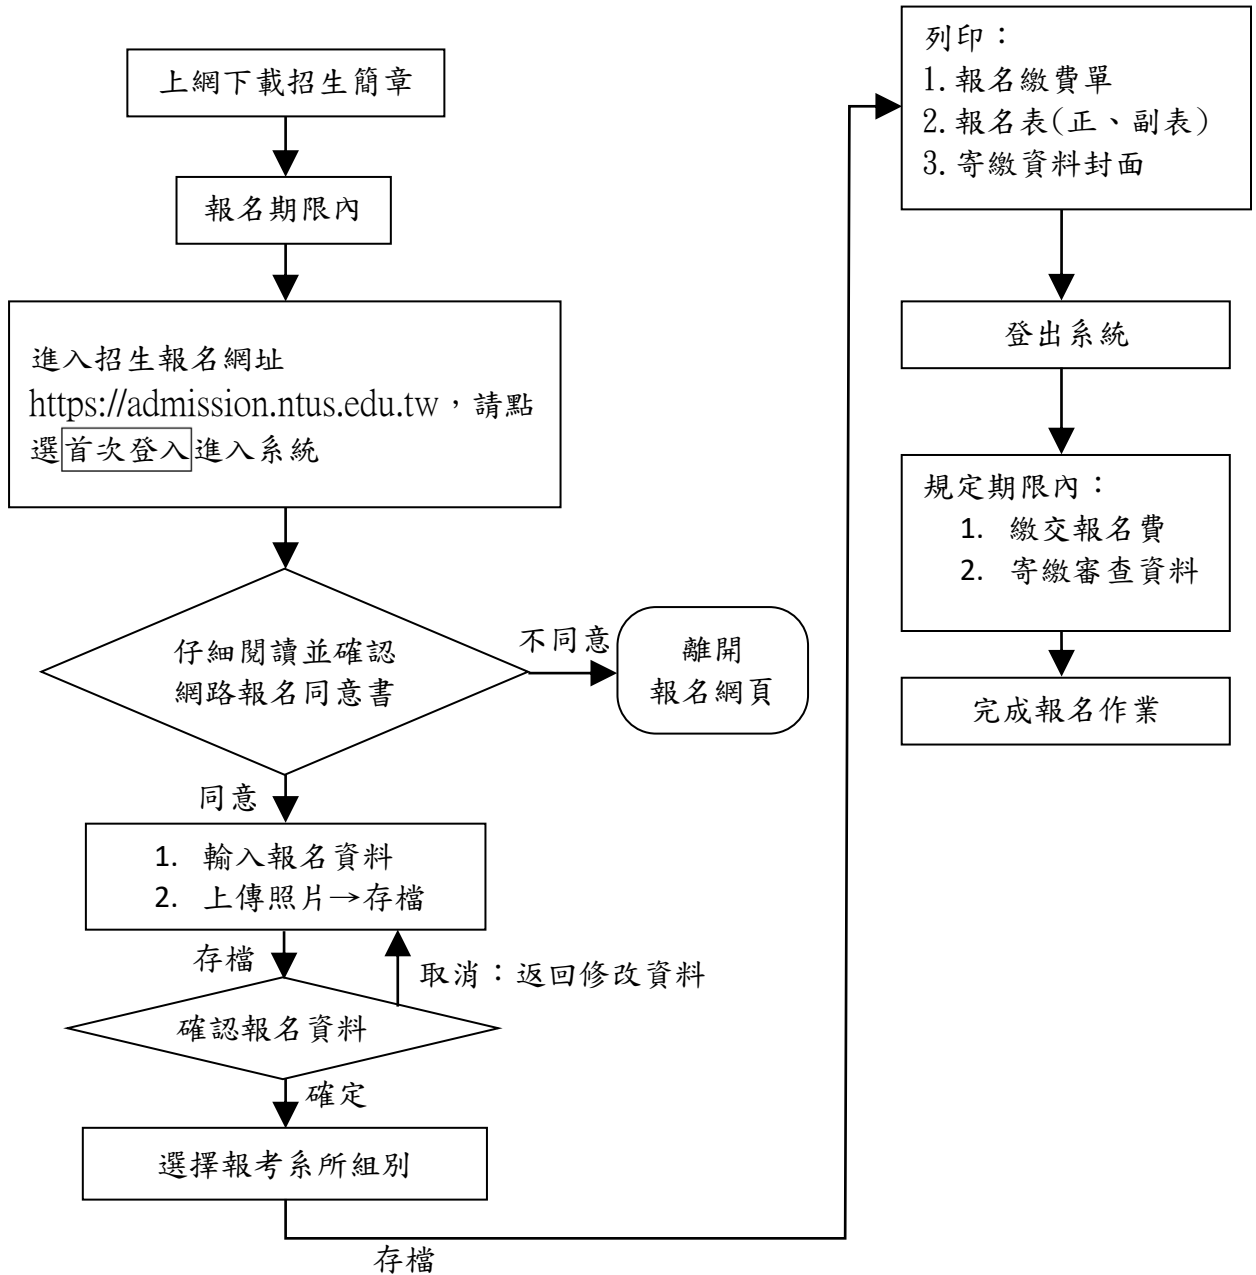 上網下載招生簡章
報名期限內
進入招生報名網址
https://admission.ntus.edu.tw，請點
選首次登入進入系統
仔細閱讀並確認
網路報名同意書
不同意
離開
報名網頁
同意
1. 輸入報名資料
2. 上傳照片→存檔
存檔
取消：返回修改資料
確認報名資料
確定
選擇報考系所組別
存檔
列印：
1.報名繳費單
2.報名表(正、副表)
3.寄繳資料封面
登出系統
規定期限內：
1. 繳交報名費
2. 寄繳審查資料
完成報名作業